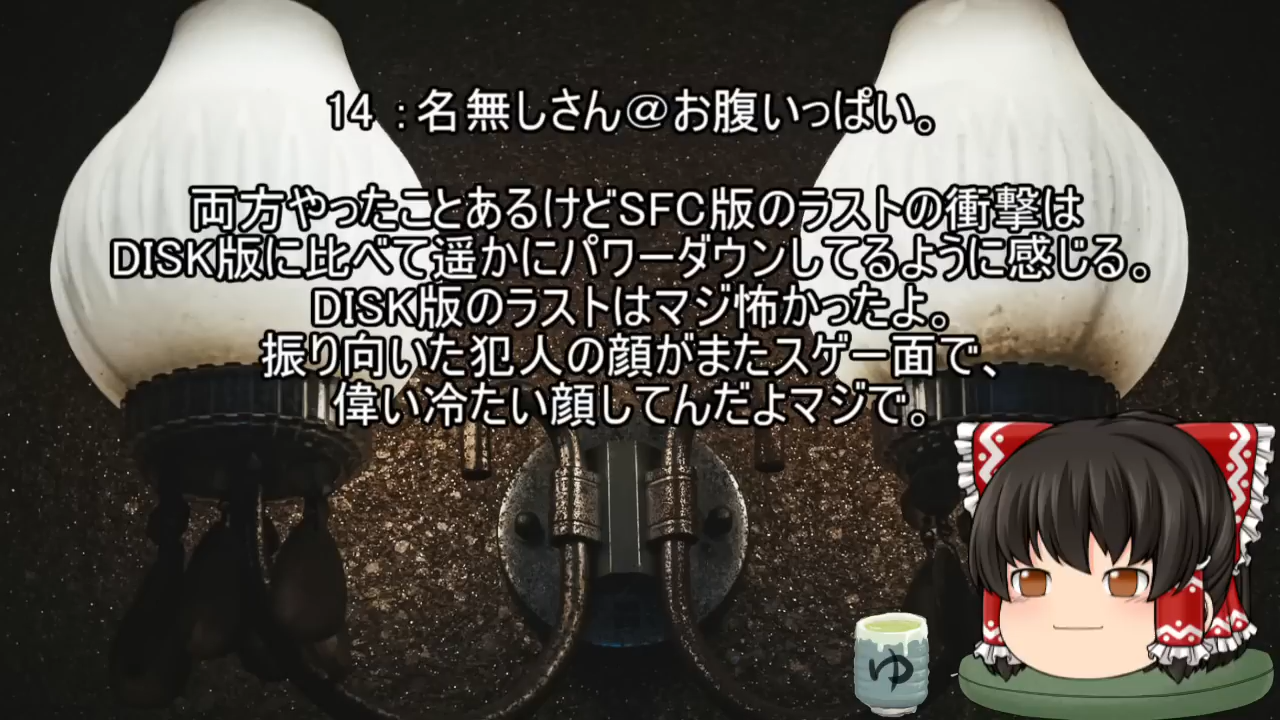 14 : 名無しさん@お腹いっぱい。
両方やったことあるけどSFC版のラストの衝撃は
DISK版に比べて遥かにパワーダウンしてるように感じる。
DISK版のラストはマジ怖かったよ。
振り向いた犯人の顔がまたスゲー面で、
偉い冷たい顔してんだよマジで。
ゆ